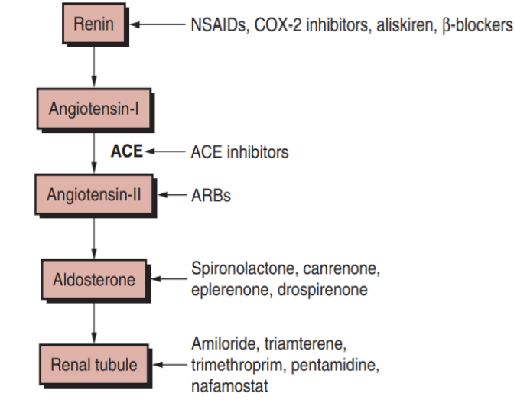 Renin
NSAIDs, COX-2 inhibitors, aliskiren, β-blockers
Angiotensin-I
ACE
ACE inhibitors
Angiotensin-II
ARBs
Aldosterone
Spironolactone, canrenone,
eplerenone, drospirenone
Renal tubule
Amiloride, triamterene,
trimethoprim, pentamidine,
nafamostat